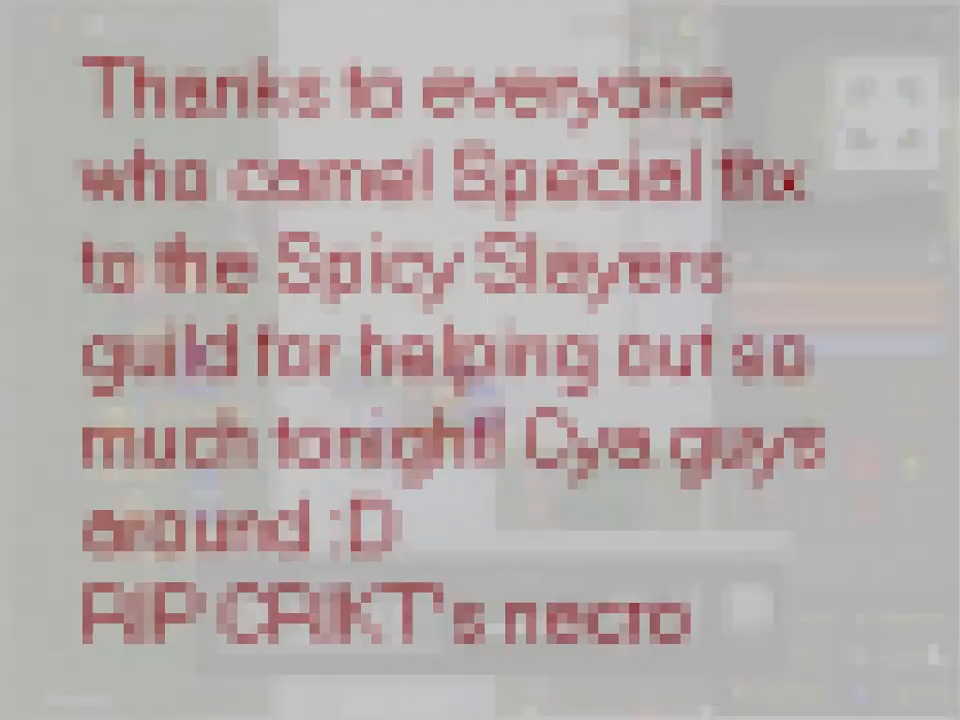 Thanks to everyone
who came! Special thx
to the Spicy Slayers
guild for helping out so
much tonight! Cya guys
around ;D
RIP CRIKT's necro